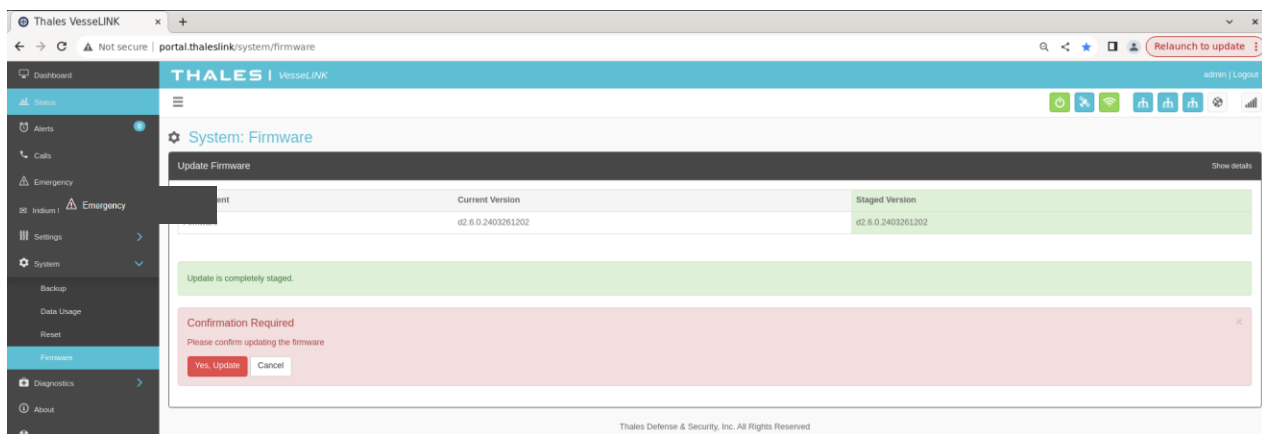 Thales VesseLINK × +
Not secure | portal.thaleslink/system/firmware
Relaunch to update
Dashboard
THALES | VesseLINK
admin | Logout
Status
Alerts 0
System: Firmware
Calls
Update Firmware
Show details
Emergency
ent Current Version Staged Version
Iridium
Emergency
d2.6.0.2403261202 d2.6.0.2403261202
Settings
System
Update is completely staged.
Backup
Data Usage
Confirmation Required ×
Reset
Please confirm updating the firmware
Firmware
Yes, Update Cancel
Diagnostics
About
Thales Defense & Security, Inc. All Rights Reserved